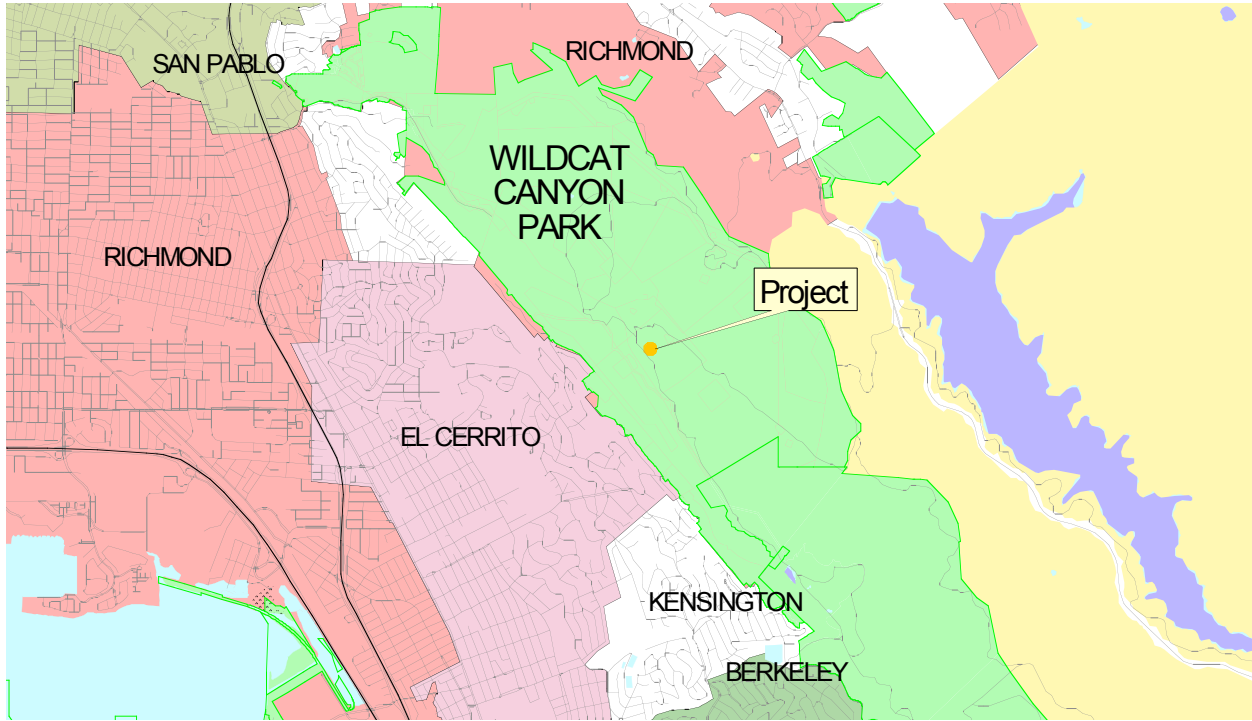 RICHMOND
SAN PABLO
WILDCAT
CANYON
PARK
RICHMOND
Project
EL CERRITO
KENSINGTON
BERKELEY